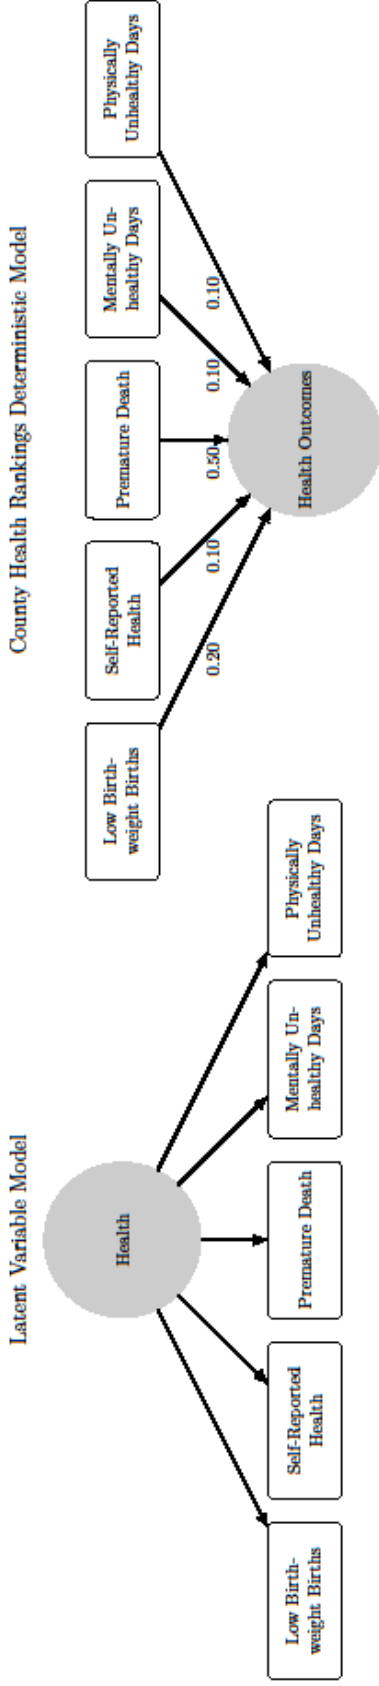 Latent Variable Model
Health
Low Birth-
weight Births
Self-Reported
Health
Premature Death
Mentally Un-
healthy Days
Physically
Unhealthy Days
County Health Rankings Deterministic Model
Low Birth-
weight Births
Self-Reported
Health
Premature Death
Mentally Un-
healthy Days
Physically
Unhealthy Days
0.20
0.10
0.50
0.10
0.10
Health Outcomes